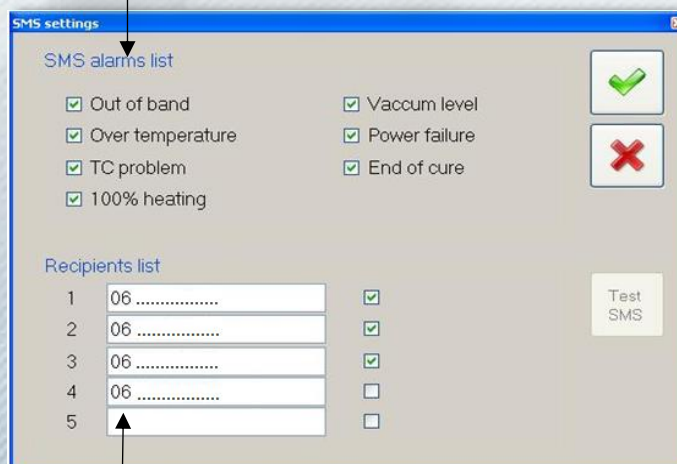 SMS settings
SMS alarms list
Out of band
Vaccum level
Over temperature
Power failure
TC problem
End of cure
100% heating
Recipients list
1 06 ................
2 06 ................
3 06 ................
4 06 ................
5
Test
SMS